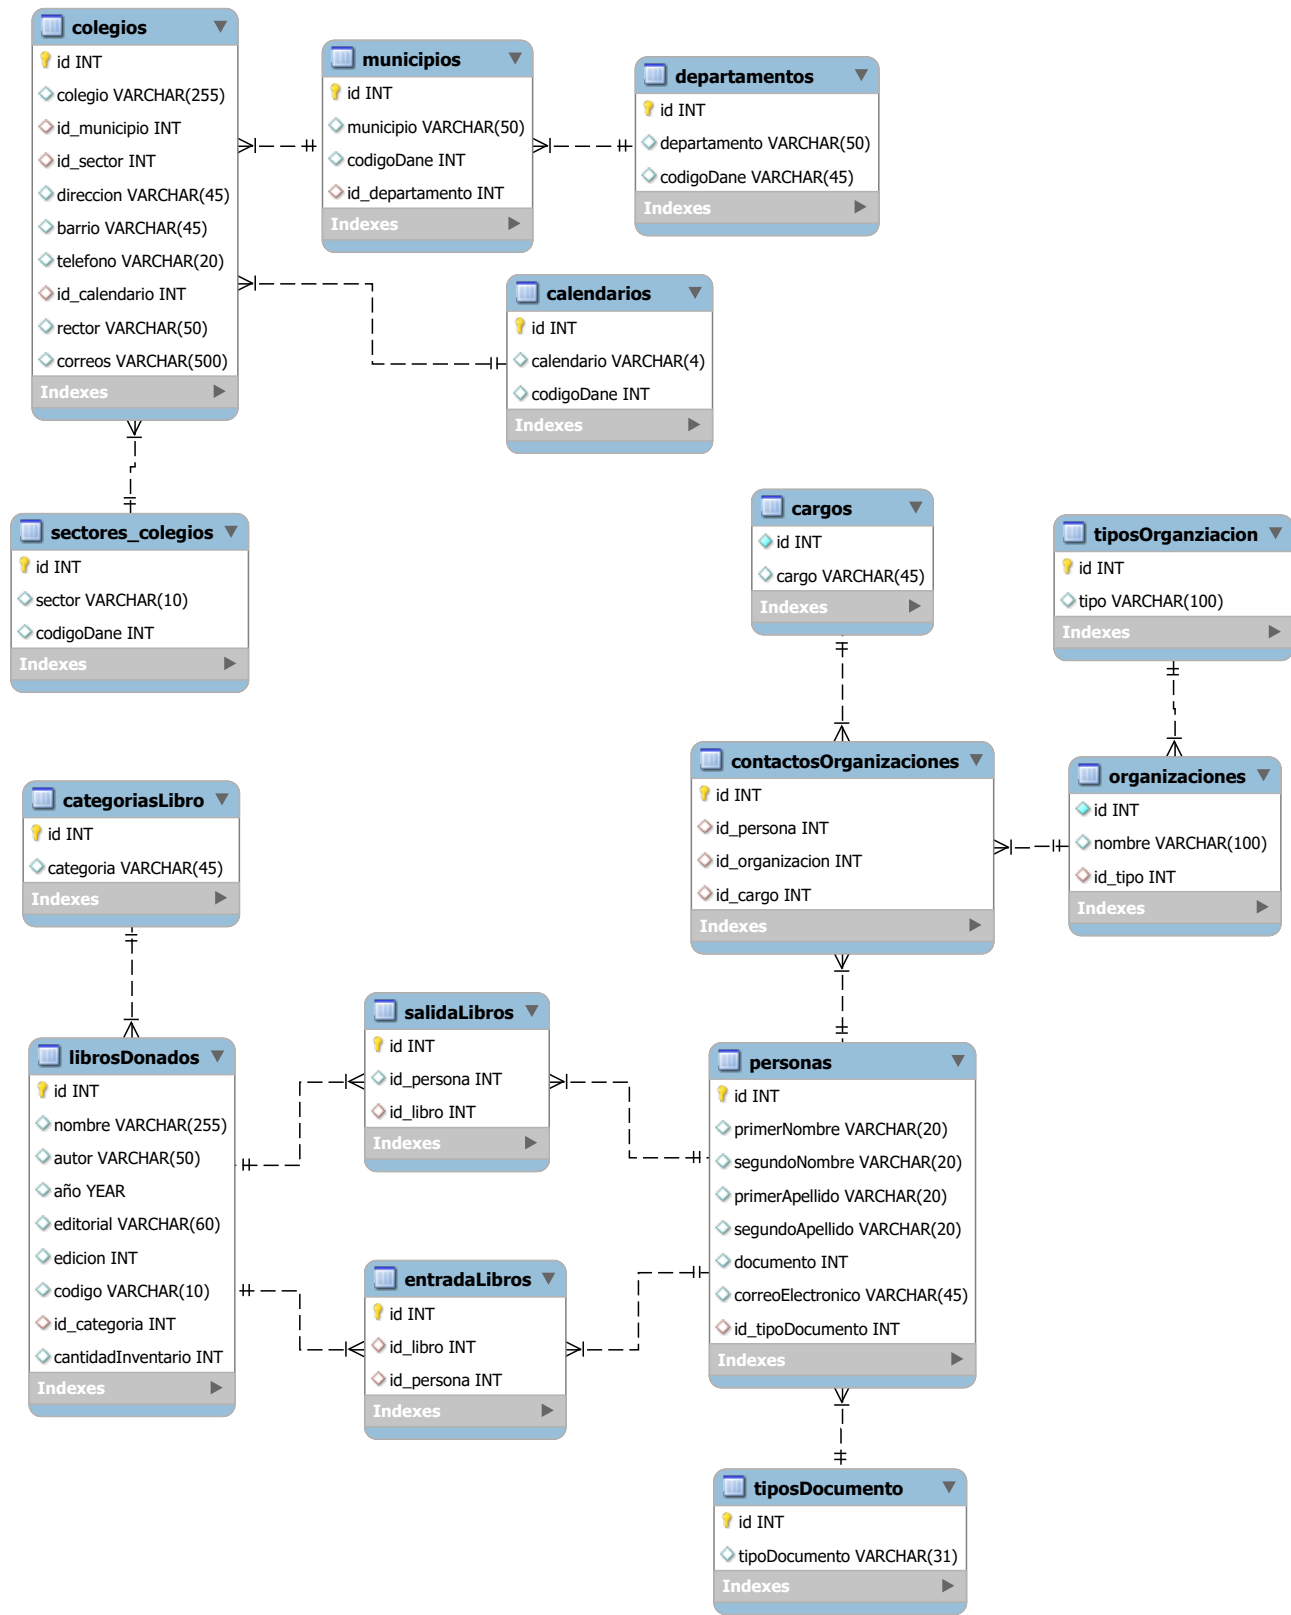 colegios
id INT
colegio VARCHAR(255)
id_municipio INT
id_sector INT
direccion VARCHAR(45)
barrio VARCHAR(45)
telefono VARCHAR(20)
id_calendario INT
rector VARCHAR(50)
correos VARCHAR(500)
Indexes
municipios
id INT
municipio VARCHAR(50)
codigoDane INT
id_departamento INT
Indexes
departamentos
id INT
departamento VARCHAR(50)
codigoDane VARCHAR(45)
Indexes
calendarios
id INT
calendario VARCHAR(4)
codigoDane INT
Indexes
sectores_colegios
id INT
sector VARCHAR(10)
codigoDane INT
Indexes
cargos
id INT
cargo VARCHAR(45)
Indexes
tiposOrganziacion
id INT
tipo VARCHAR(100)
Indexes
contactosOrganizaciones
id INT
id_persona INT
id_organizacion INT
id_cargo INT
Indexes
organizaciones
id INT
nombre VARCHAR(100)
id_tipo INT
Indexes
categoriasLibro
id INT
categoria VARCHAR(45)
Indexes
librosDonados
id INT
nombre VARCHAR(255)
autor VARCHAR(50)
año YEAR
editorial VARCHAR(60)
edicion INT
codigo VARCHAR(10)
id_categoria INT
cantidadInventario INT
Indexes
salidaLibros
id INT
id_persona INT
id_libro INT
Indexes
entradaLibros
id INT
id_libro INT
id_persona INT
Indexes
personas
id INT
primerNombre VARCHAR(20)
segundoNombre VARCHAR(20)
primerApellido VARCHAR(20)
segundoApellido VARCHAR(20)
documento INT
correoElectronico VARCHAR(45)
id_tipoDocumento INT
Indexes
tiposDocumento
id INT
tipoDocumento VARCHAR(31)
Indexes